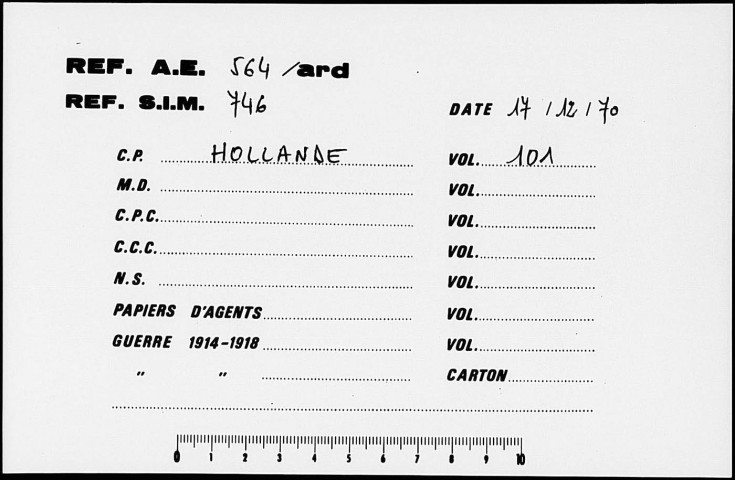 REF. A.E. 564 /ard
REF. S.I.M. 746
DATE 17 / 12 / 70
C.P. HOLLANDE VOL. 101
M.D. VOL.
C.P.C. VOL.
C.C.C. VOL.
N.S. VOL.
PAPIERS D'AGENTS VOL.
GUERRE 1914-1918 VOL.
" " CARTON
0 1 2 3 4 5 6 7 8 9 10